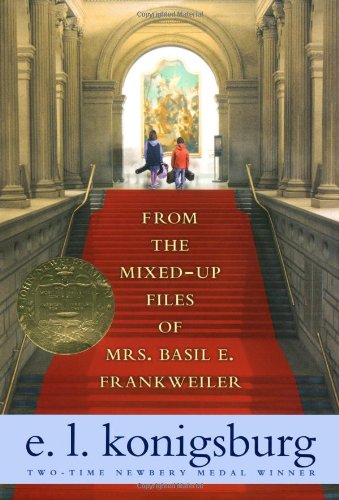 FROM
THE
MIXED-UP
FILES
OF
MRS. BASIL E.
FRANKWEILER
e. l. konigsburg
TWO-TIME NEWBERY MEDAL WINNER